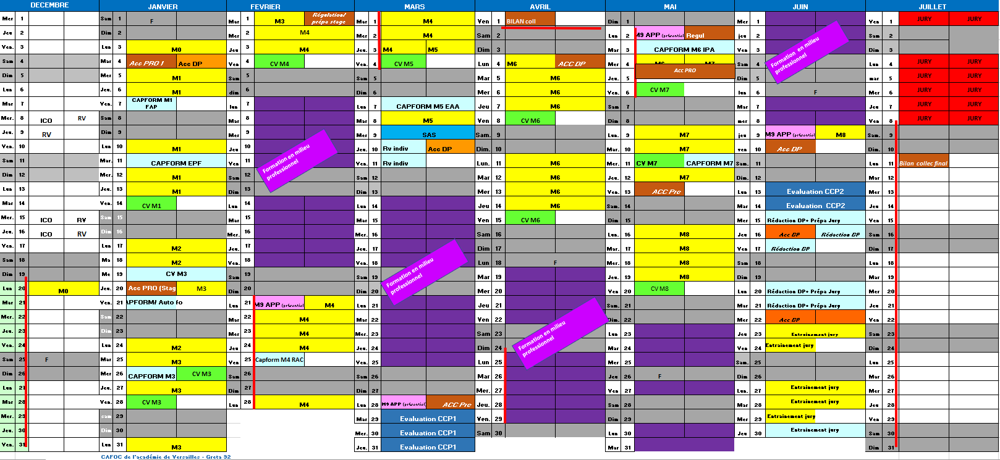 DECEMBRE JANVIER FEVRIER MARS AVRIL MAI JUIN JUILLET
Mer 1 Sam 1 F Mar 1 M3 Régulation/ prépa stage Mar 1 M4 Ven 1 BILAN coll Dim 1 Mer 1 Ven 1 JURY JURY
Jeu 2 Dim 2 Mer 2 M4 Mer 2 M4 Sam 2 Lun 2 M9 APP (présentiel Regul jeu 2 Sam 2
Ven. 3 Lun 3 M0 Jeu 3 M4 Jeu 3 M4 M5 Dim 3 Mar 3 CAPFORM M6 IPA Ven 3 Dim 3
Sam 4 Mar 4 Acc PRO 1 Acc DP Ven 4 CV M4 Ven. 4 CV M5 Lun 4 M6 ACC DP Mer 4 M6 M7 Sam 4 Lun 4 JURY JURY
Dim 5 Mer 5 M1 Sam 5 Sam 5 Mar 5 M6 Jeu. 5 Acc PRO Dim 5 mar 5 JURY JURY
Lun 6 Jeu. 6 M1 dim 6 Dim 6 Mer 6 M6 Ven. 6 CV M7 lun 6 F Mer 6 JURY JURY
Mar 7 Ven. 7 CAPFORM M1 FAP lun 7 Lun 7 CAPFORM M5 EAA Jeu 7 M6 Sam 7 mar 7 Jeu 7 JURY JURY
Mer. 8 ICO RV Sam 8 Mar 8 Mar 8 M5 Ven 8 CV M6 Dim 8 mer 8 Ven 8 JURY JURY
Jeu. 9 RV Dim 9 Mer 9 Mer 9 SAS Sam. 9 Lun. 9 M7 jeu 9 M9 APP (présentiel M8 Sam. 9
Ven. 10 Lun 10 M1 Jeu 10 Jeu. 10 Rv indiv Acc DP Dim. 10 Mar. 10 M7 ven 10 Acc DP Dim. 10
Sam 11 Mar. 11 CAPFORM EPF Ven 11 Ven. 11 Rv indiv Lun. 11 M6 Mer 11 CV M7 CAPFORM M7 Sam. 11 Lun 11 Bilan collec final
Dim 12 Mer. 12 M1 Sam 12 Sam 12 Mar 12 M6 Jeu. 12 M7 Dim 12 Mar. 12
Lun 13 Jeu. 13 M1 Dim 13 Dim. 13 Mer 13 M6 Ven. 13 ACC Pro Lun 13 Evaluation CCP2 Mer 13
Mar 14 Ven. 14 CV M1 Lun 14 Lun 14 Jeu 14 M6 Sam. 14 Mar 14 Evaluation CCP2 Jeu 14
Mer. 15 ICO RV Sam 15 Mar 15 Mar 15 Ven 15 CV M6 Dim 15 Mer 15 Rédaction DP+ Prépa Jury Ven 15
Jeu. 16 ICO RV Dim 16 Mer. 16 Mer. 16 Sam 16 Lun. 16 M8 Jeu 16 Acc DP Rédaction DP Sam 16
Ven. 17 Lun 17 M2 Jeu 17 Jeu. 17 Dim 17 Mar. 17 M8 Ven 17 Rédaction DP Dim 17
Sam 18 Ma 18 M2 Ven 18 Ven. 18 Lun 18 F Mer 18 M8 Sam 18 Lun 18
Dim 19 Me 19 CV M3 Sam 19 Sam. 19 Mar 19 Jeu 19 M8 Dim 19 Mar 19
Lun 20 M0 Jeu. 20 Acc PRO (Stag M3 Dim 20 Dim 20 Mer 20 Ven 20 CV M8 Lun 20 Rédaction DP+ Prépa Jury Mer 20
Mar 21 Ven. 21 APFORM/ Auto fo Lun 21 M9 APP (présentiel M4 Lun 21 Jeu 21 Sam. 21 Mar 21 Rédaction DP+ Prépa Jury Jeu 21
Mer. 22 Sam 22 Mar 22 M4 Mar 22 Ven 22 Dim. 22 Mer 22 Acc DP Ven 22
Jeu. 23 Dim 23 Mer 23 M4 Mer. 23 Sam 23 Lun 23 Jeu 23 Entrainement jury Sam 23
Ven. 24 Lun 24 M2 Jeu 24 M4 Jeu. 24 Dim 24 Mar 24 Ven 24 Entrainement jury Dim 24
Sam 25 F Mar 25 M3 Ven 25 Capform M4 RAC Ven 25 Lun 25 Mer 25 Sam. 25 Lun 25
Dim 26 Mer 26 CAPFORM M3 CV M3 Sam 26 Sam 26 Mar 26 Jeu 26 F Dim 26 Mar 26
Lun 27 Jeu. 27 M3 Dim 27 Dim 27 Mer. 27 Ven 27 Lun. 27 Entrainement jury Mer 27
Mar 28 Ven. 28 CV M3 Lun 28 M4 Lun 28 M9 APP (présentiel) ACC Pro Jeu. 28 Sam 28 Mar 28 Entrainement jury Jeu 28
Mer. 29 sam 29 Mar 29 Evaluation CCP1 Ven. 29 Dim 29 Mer 29 Entrainement jury Ven 29
Jeu. 30 Dim 30 Mer. 30 Evaluation CCP1 Sam 30 Lun 30 Jeu 30 Entrainement jury Sam 30
Ven. 31 Lun 31 M3 Jeu. 31 Evaluation CCP1 Mar 31 Dim 31
Formation en milieu
professionnel
Formation en milieu
professionnel
Formation en milieu
professionnel
Formation en milieu
professionnel
CAFOC de l'académie de Versailles - Greta 92